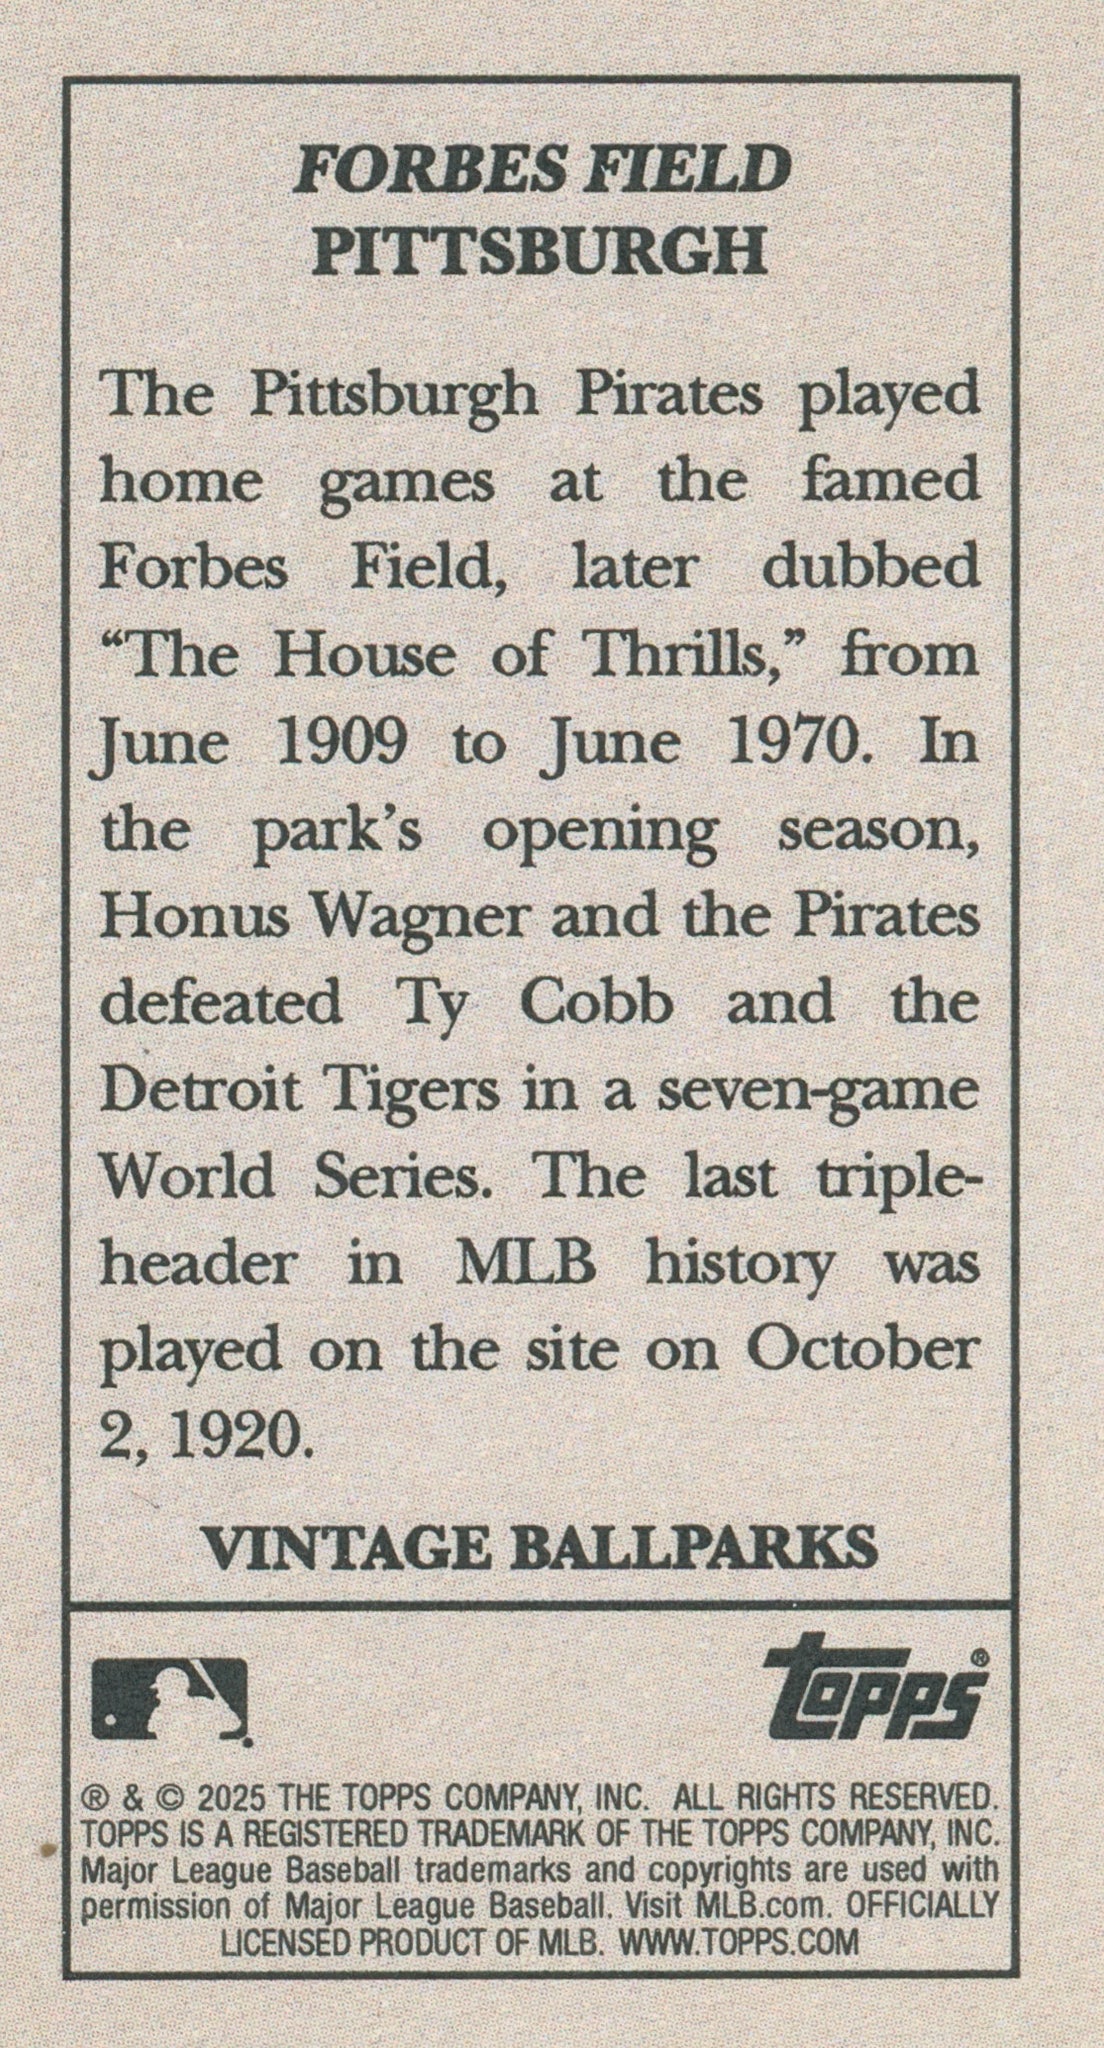 FORBES FIELD
PITTSBURGH
The Pittsburgh Pirates played
home games at the famed
Forbes Field, later dubbed
“The House of Thrills,” from
June 1909 to June 1970. In
the park’s opening season,
Honus Wagner and the Pirates
defeated Ty Cobb and the
Detroit Tigers in a seven-game
World Series. The last triple-
header in MLB history was
played on the site on October
2, 1920.
VINTAGE BALLPARKS
topps®
® & © 2025 THE TOPPS COMPANY, INC. ALL RIGHTS RESERVED.
TOPPS IS A REGISTERED TRADEMARK OF THE TOPPS COMPANY, INC.
Major League Baseball trademarks and copyrights are used with
permission of Major League Baseball. Visit MLB.com. OFFICIALLY
LICENSED PRODUCT OF MLB. WWW.TOPPS.COM